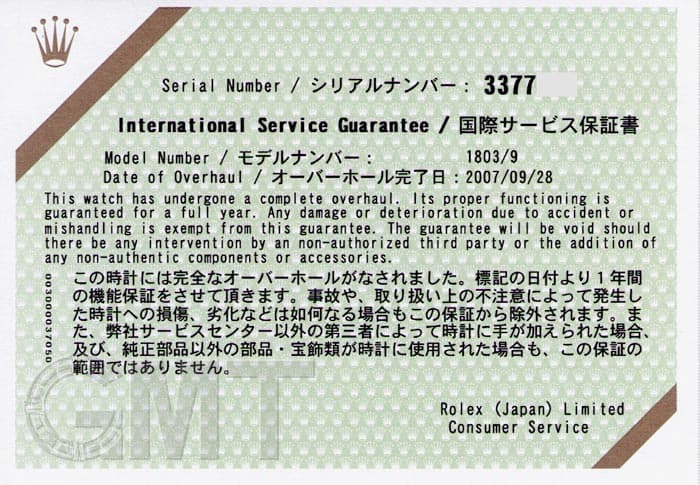 Serial Number / シリアルナンバー : 3377
International Service Guarantee / 国際サービス保証書
Model Number / モデルナンバー : 1803/9
Date of Overhaul / オーバーホール完了日 : 2007/09/28
This watch has undergone a complete overhaul. Its proper functioning is
guaranteed for a full year. Any damage or deterioration due to accident or
mishandling is exempt from this guarantee. The guarantee will be void should
there be any intervention by an non-authorized third party or the addition of
any non-authentic components or accessories.
この時計には完全なオーバーホールがなされました。標記の日付より1年間
の機能保証をさせて頂きます。事故や、取り扱い上の不注意によって発生し
た時計への損傷、劣化などは如何なる場合もこの保証から除外されます。ま
た、弊社サービスセンター以外の第三者によって時計に手が加えられた場合、
及び、純正部品以外の部品・宝飾類が時計に使用された場合も、この保証の
範囲ではありません。
003000037050
GMT
Rolex (Japan) Limited
Consumer Service